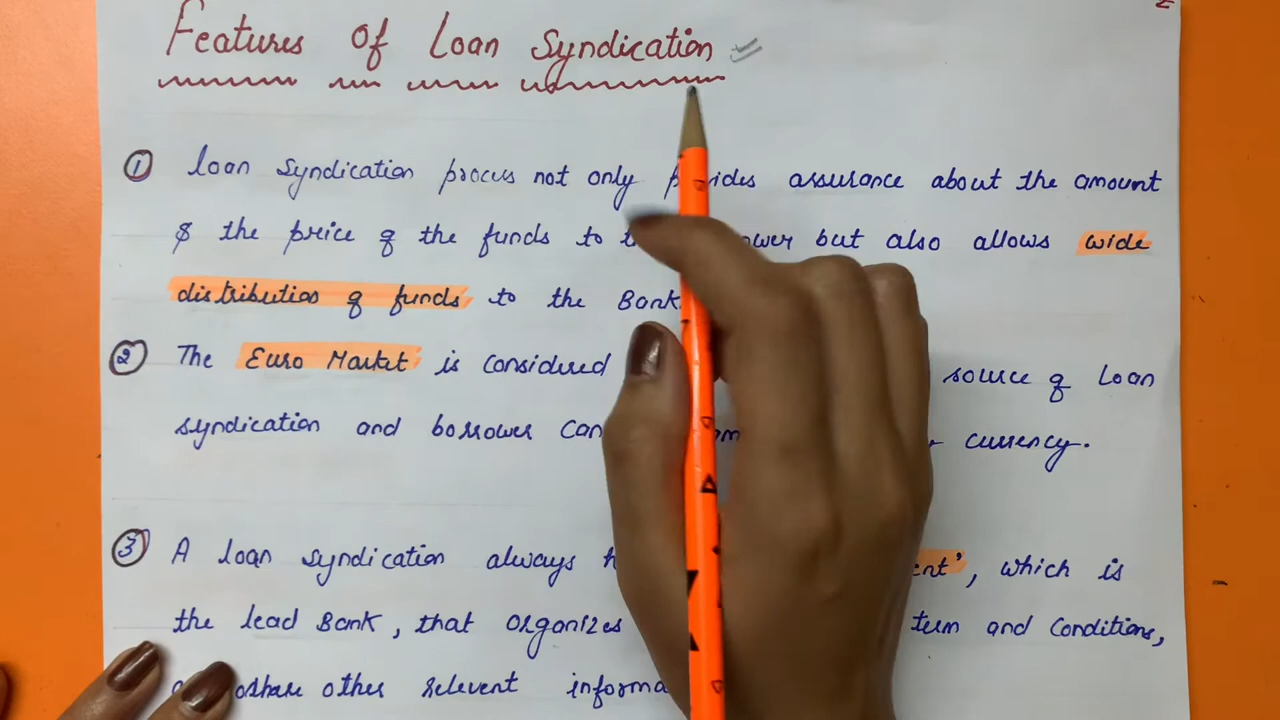 Features Of Loan Syndication
① Loan Syndication process not only provides assurance about the amount
& the price of the funds to but also allows wide
distribution of funds to the Bank
② The Euro Market is considered source of Loan
syndication and borrower can currency.
③ A loan syndication always , which is
the lead Bank, that organizes term and conditions,
share other relevent